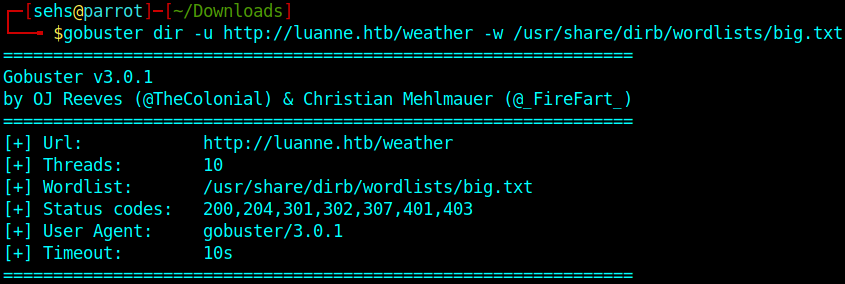 ┌─[sehs@parrot]─[~/Downloads]
└──╼ $gobuster dir -u http://luanne.htb/weather -w /usr/share/dirb/wordlists/big.txt
===============================================================
Gobuster v3.0.1
by OJ Reeves (@TheColonial) & Christian Mehlmauer (@_FireFart_)
===============================================================
[+] Url:            http://luanne.htb/weather
[+] Threads:        10
[+] Wordlist:       /usr/share/dirb/wordlists/big.txt
[+] Status codes:   200,204,301,302,307,401,403
[+] User Agent:     gobuster/3.0.1
[+] Timeout:        10s
===============================================================